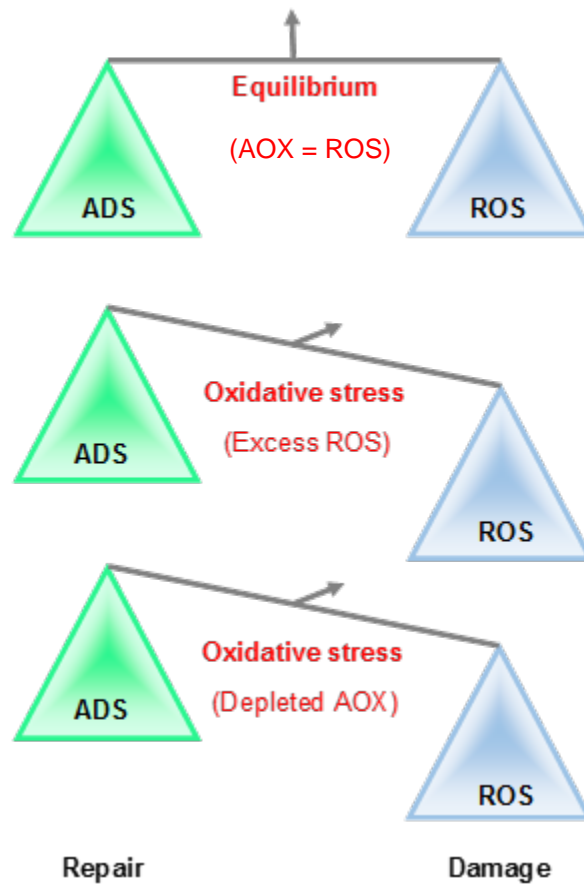 Equilibrium
(AOX = ROS)
ADS
ROS
Oxidative stress
(Excess ROS)
ADS
ROS
Oxidative stress
(Depleted AOX)
ADS
ROS
Repair
Damage